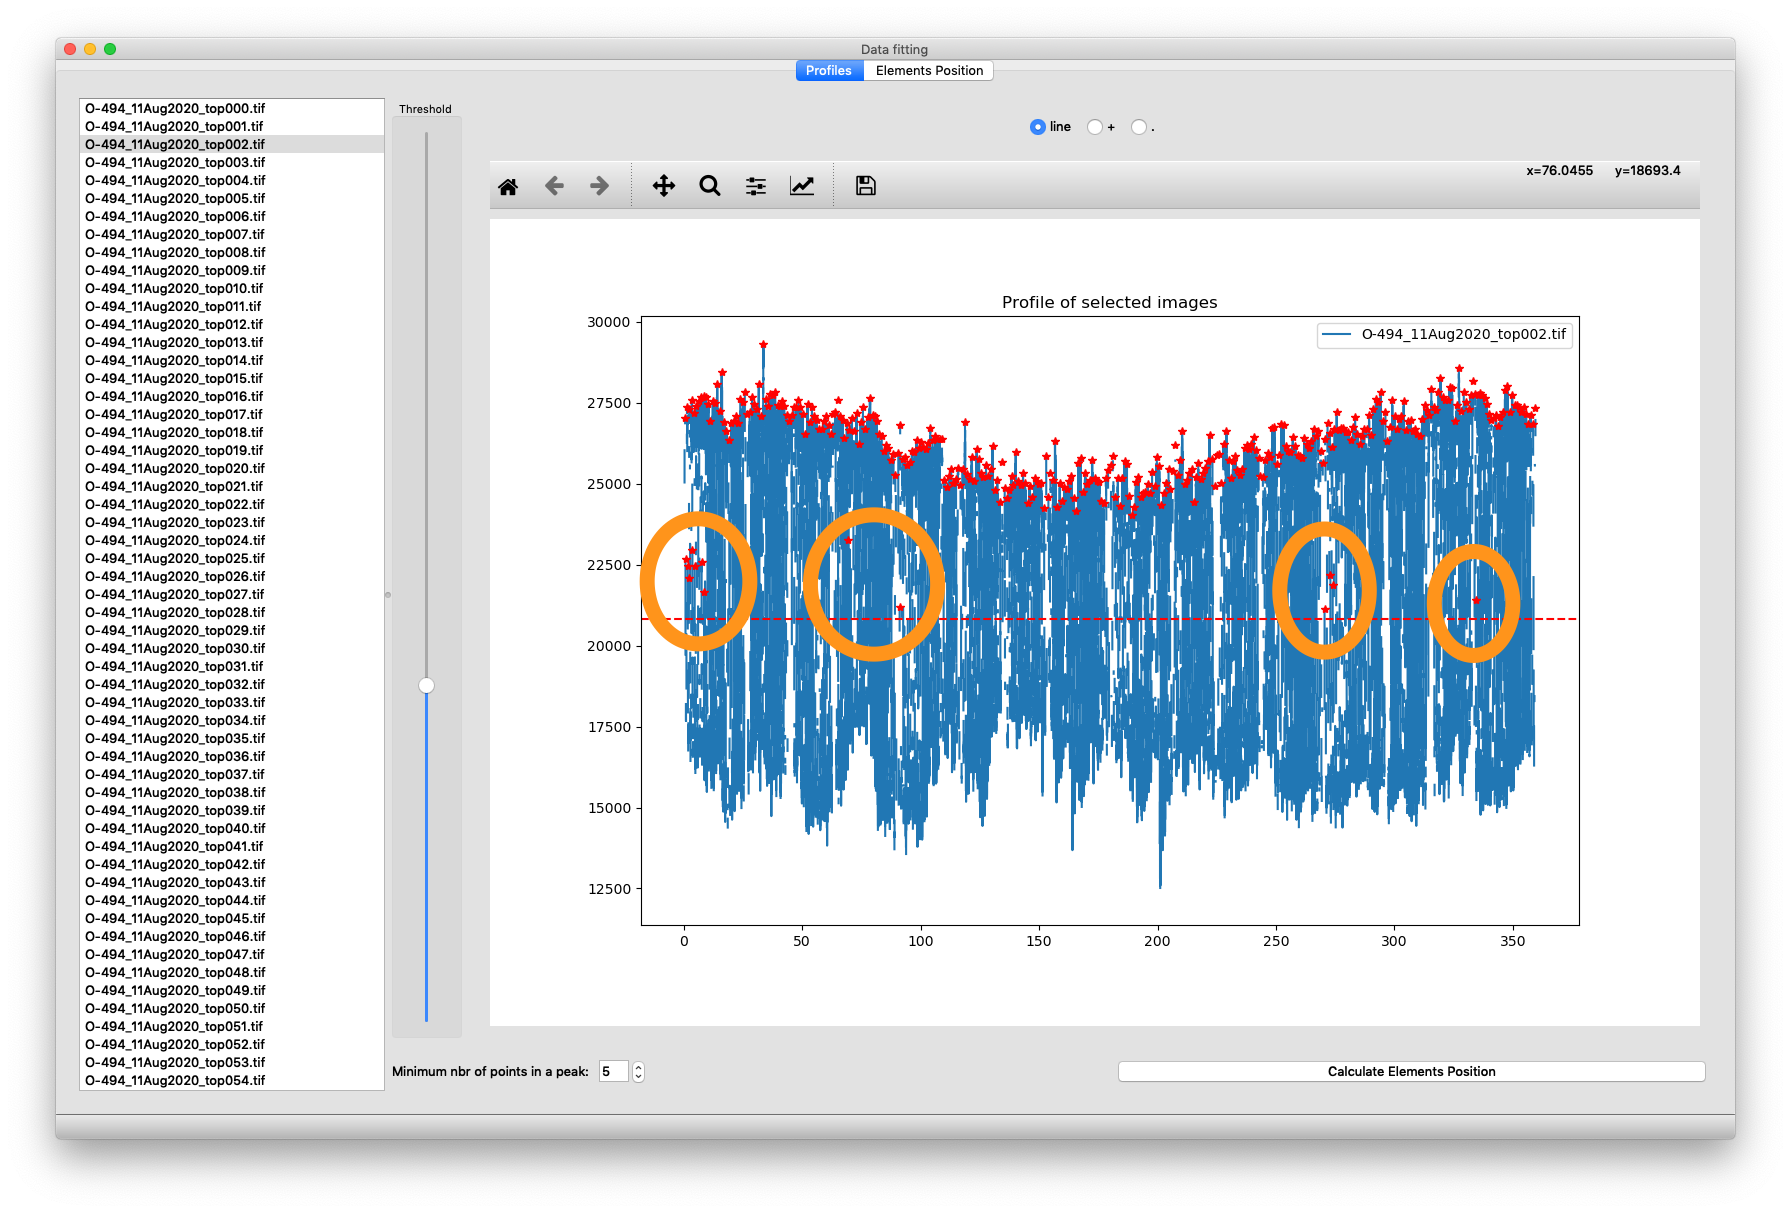 Data fitting
Profiles Elements Position
O-494_11Aug2020_top000.tif
O-494_11Aug2020_top001.tif
O-494_11Aug2020_top002.tif
O-494_11Aug2020_top003.tif
O-494_11Aug2020_top004.tif
O-494_11Aug2020_top005.tif
O-494_11Aug2020_top006.tif
O-494_11Aug2020_top007.tif
O-494_11Aug2020_top008.tif
O-494_11Aug2020_top009.tif
O-494_11Aug2020_top010.tif
O-494_11Aug2020_top011.tif
O-494_11Aug2020_top012.tif
O-494_11Aug2020_top013.tif
O-494_11Aug2020_top014.tif
O-494_11Aug2020_top015.tif
O-494_11Aug2020_top016.tif
O-494_11Aug2020_top017.tif
O-494_11Aug2020_top018.tif
O-494_11Aug2020_top019.tif
O-494_11Aug2020_top020.tif
O-494_11Aug2020_top021.tif
O-494_11Aug2020_top022.tif
O-494_11Aug2020_top023.tif
O-494_11Aug2020_top024.tif
O-494_11Aug2020_top025.tif
O-494_11Aug2020_top026.tif
O-494_11Aug2020_top027.tif
O-494_11Aug2020_top028.tif
O-494_11Aug2020_top029.tif
O-494_11Aug2020_top030.tif
O-494_11Aug2020_top031.tif
O-494_11Aug2020_top032.tif
O-494_11Aug2020_top033.tif
O-494_11Aug2020_top034.tif
O-494_11Aug2020_top035.tif
O-494_11Aug2020_top036.tif
O-494_11Aug2020_top037.tif
O-494_11Aug2020_top038.tif
O-494_11Aug2020_top039.tif
O-494_11Aug2020_top040.tif
O-494_11Aug2020_top041.tif
O-494_11Aug2020_top042.tif
O-494_11Aug2020_top043.tif
O-494_11Aug2020_top044.tif
O-494_11Aug2020_top045.tif
O-494_11Aug2020_top046.tif
O-494_11Aug2020_top047.tif
O-494_11Aug2020_top048.tif
O-494_11Aug2020_top049.tif
O-494_11Aug2020_top050.tif
O-494_11Aug2020_top051.tif
O-494_11Aug2020_top052.tif
O-494_11Aug2020_top053.tif
O-494_11Aug2020_top054.tif
Threshold
line + .
x=76.0455 y=18693.4
Profile of selected images
O-494_11Aug2020_top002.tif
30000
27500
25000
22500
20000
17500
15000
12500
0 50 100 150 200 250 300 350
Minimum nbr of points in a peak: 5
Calculate Elements Position